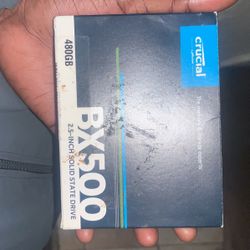 crucial
480GB
BX500
2.5-INCH SOLID STATE DRIVE